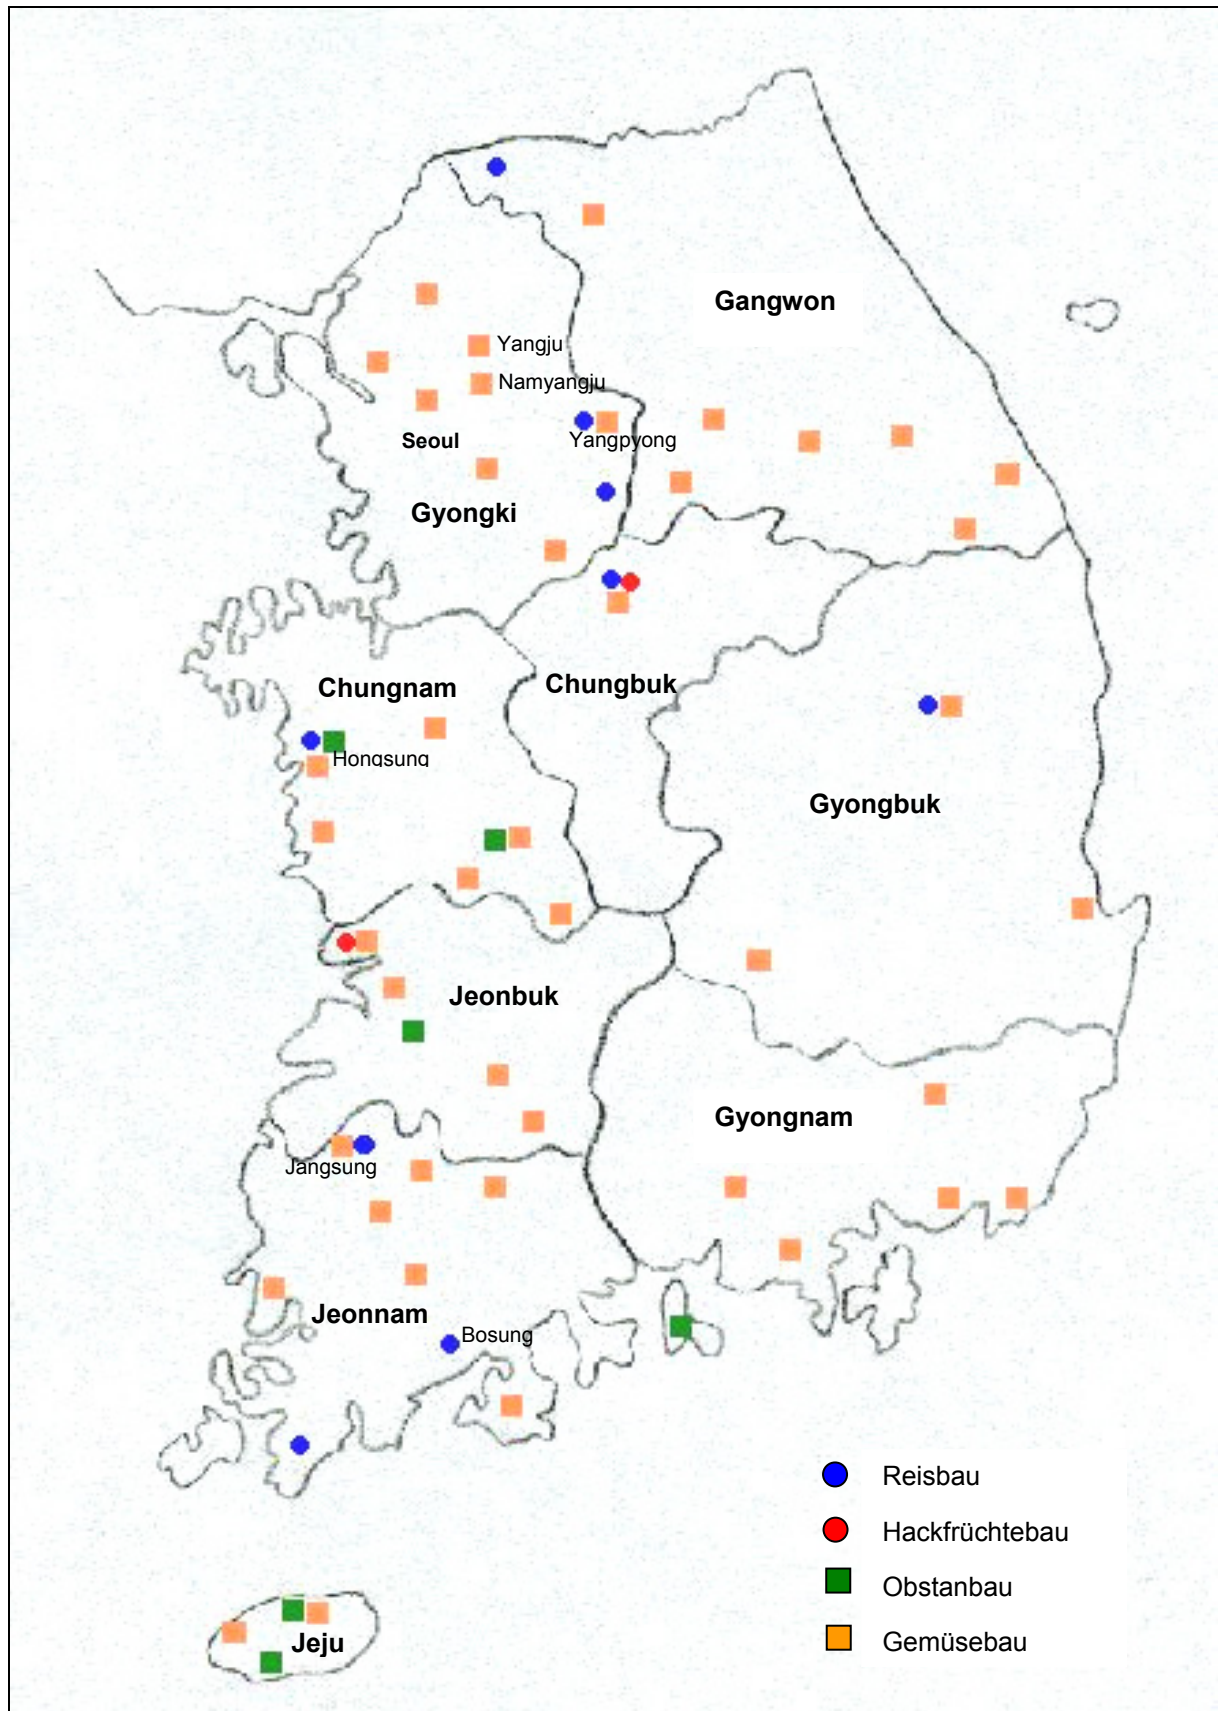 Gangwon
Yangju
Namyangju
Seoul
Yangpyong
Gyongki
Chungnam
Chungbuk
Hongsung
Gyongbuk
Jeonbuk
Gyongnam
Jangsung
Jeonnam
Bosung
Reisbau
Hackfrüchtebau
Obstanbau
Gemüsebau
Jeju